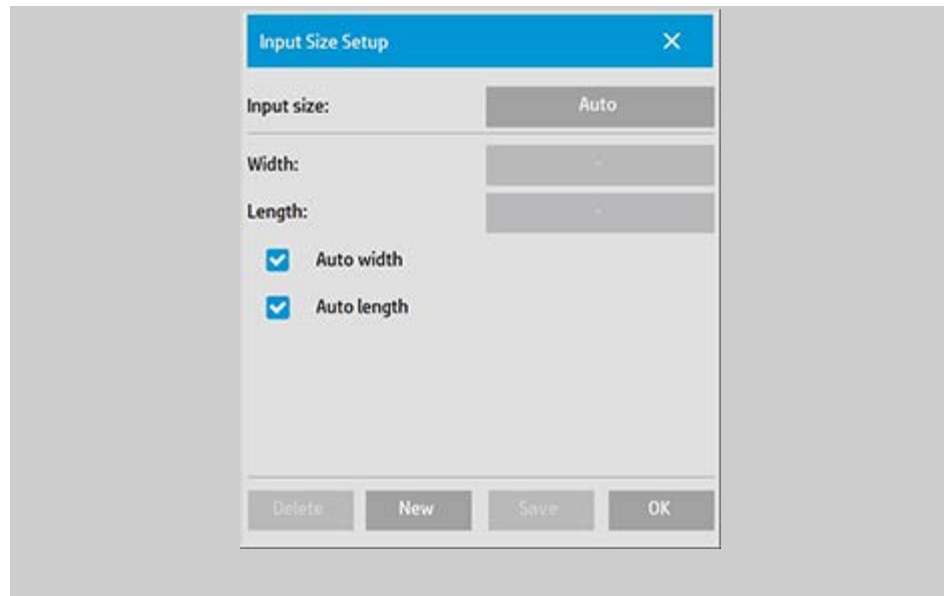 Input Size Setup
Input size: Auto
Width: -
Length: -
Auto width
Auto length
Delete New Save OK